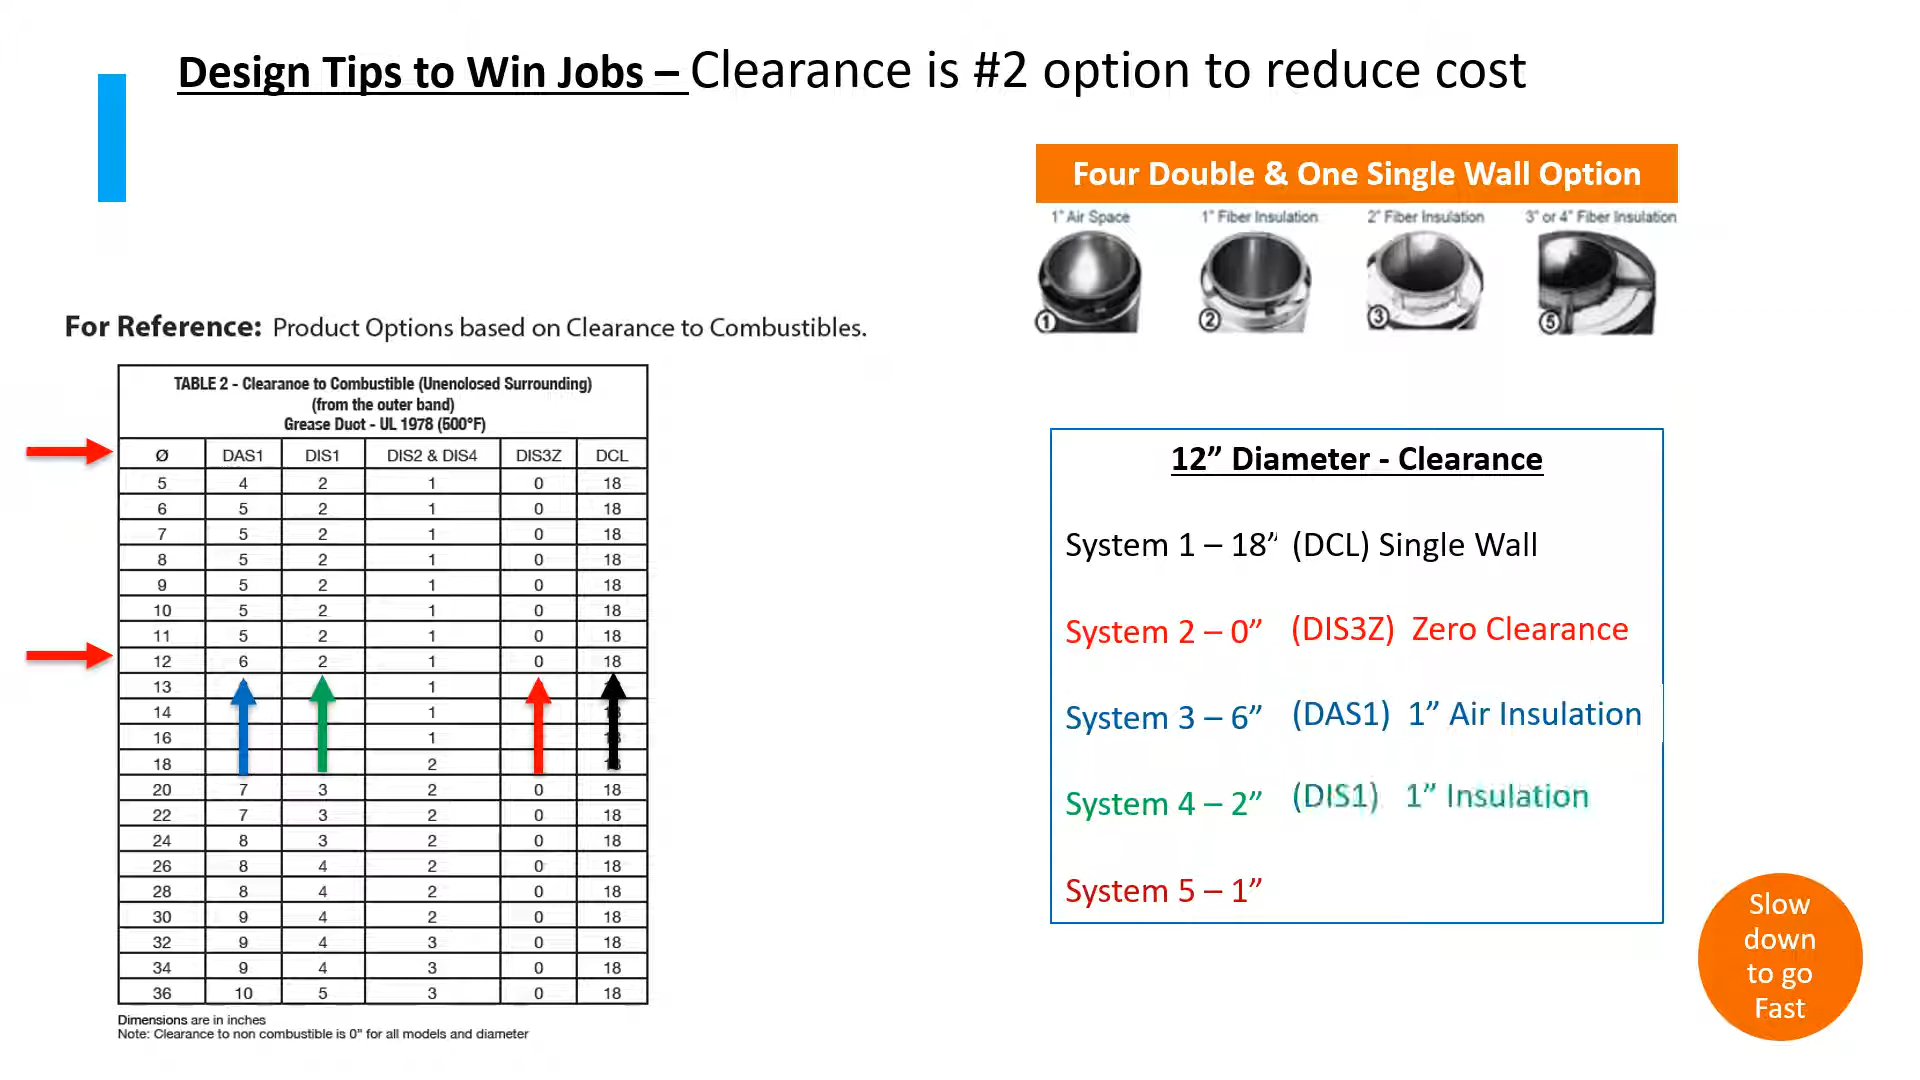 Design Tips to Win Jobs – Clearance is #2 option to reduce cost
Four Double & One Single Wall Option
1" Air Space 1" Fiber Insulation 2" Fiber Insulation 3" or 4" Fiber Insulation
1 2 3 5
For Reference: Product Options based on Clearance to Combustibles.
TABLE 2 - Clearance to Combustible (Unenclosed Surrounding)
(from the outer band)
Grease Duot - UL 1978 (500°F)
Ø DAS1 DIS1 DIS2 & DIS4 DIS3Z DCL
5 4 2 1 0 18
6 5 2 1 0 18
7 5 2 1 0 18
8 5 2 1 0 18
9 5 2 1 0 18
10 5 2 1 0 18
11 5 2 1 0 18
12 6 2 1 0 18
13 1
14 1
16 1
18 2
20 7 3 2 0 18
22 7 3 2 0 18
24 8 3 2 0 18
26 8 4 2 0 18
28 8 4 2 0 18
30 9 4 2 0 18
32 9 4 3 0 18
34 9 4 3 0 18
36 10 5 3 0 18
Dimensions are in inches
Note: Clearance to non combustible is 0" for all models and diameter
12” Diameter - Clearance
System 1 – 18” (DCL) Single Wall
System 2 – 0” (DIS3Z) Zero Clearance
System 3 – 6” (DAS1) 1” Air Insulation
System 4 – 2” (DIS1) 1” Insulation
System 5 – 1”
Slow
down
to go
Fast